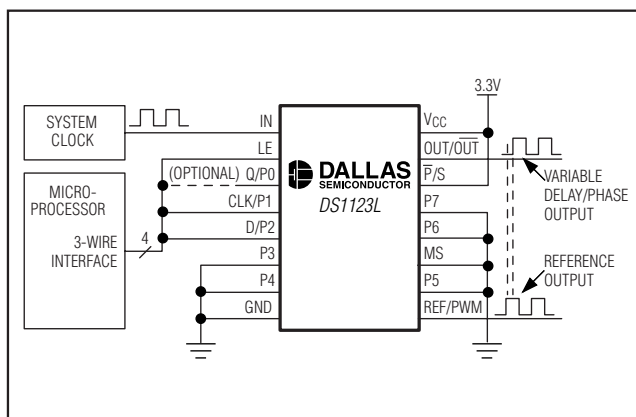 SYSTEM
CLOCK
MICRO-
PROCESSOR
3-WIRE
INTERFACE
4
(OPTIONAL)
IN
LE
Q/P0
CLK/P1
D/P2
P3
P4
GND
DALLAS
SEMICONDUCTOR
DS1123L
3.3V
VCC
OUT/O̅U̅T̅
P̅/S
P7
P6
MS
P5
REF/PWM
VARIABLE
DELAY/PHASE
OUTPUT
REFERENCE
OUTPUT